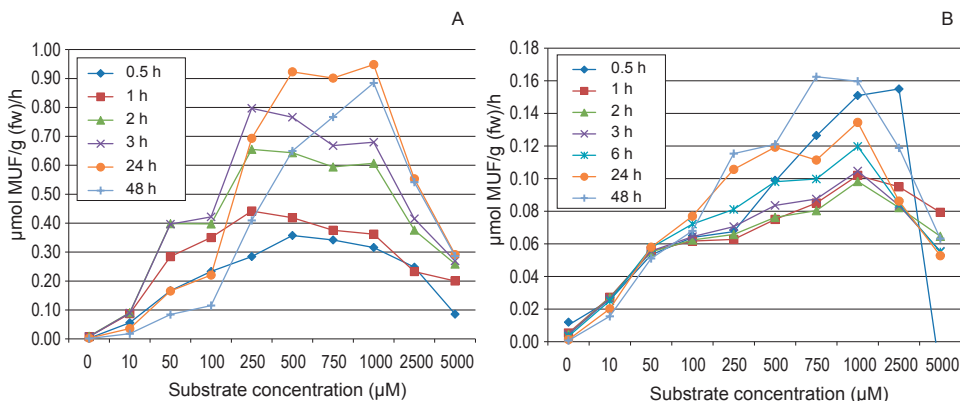 A
µmol MUF/g (fw)/h
1.00
0.90
0.80
0.70
0.60
0.50
0.40
0.30
0.20
0.10
0.00
0.5 h
1 h
2 h
3 h
24 h
48 h
0 10 50 100 250 500 750 1000 2500 5000
Substrate concentration (µM)
B
µmol MUF/g (fw)/h
0.18
0.16
0.14
0.12
0.10
0.08
0.06
0.04
0.02
0.00
0.5 h
1 h
2 h
3 h
6 h
24 h
48 h
0 10 50 100 250 500 750 1000 2500 5000
Substrate concentration (µM)